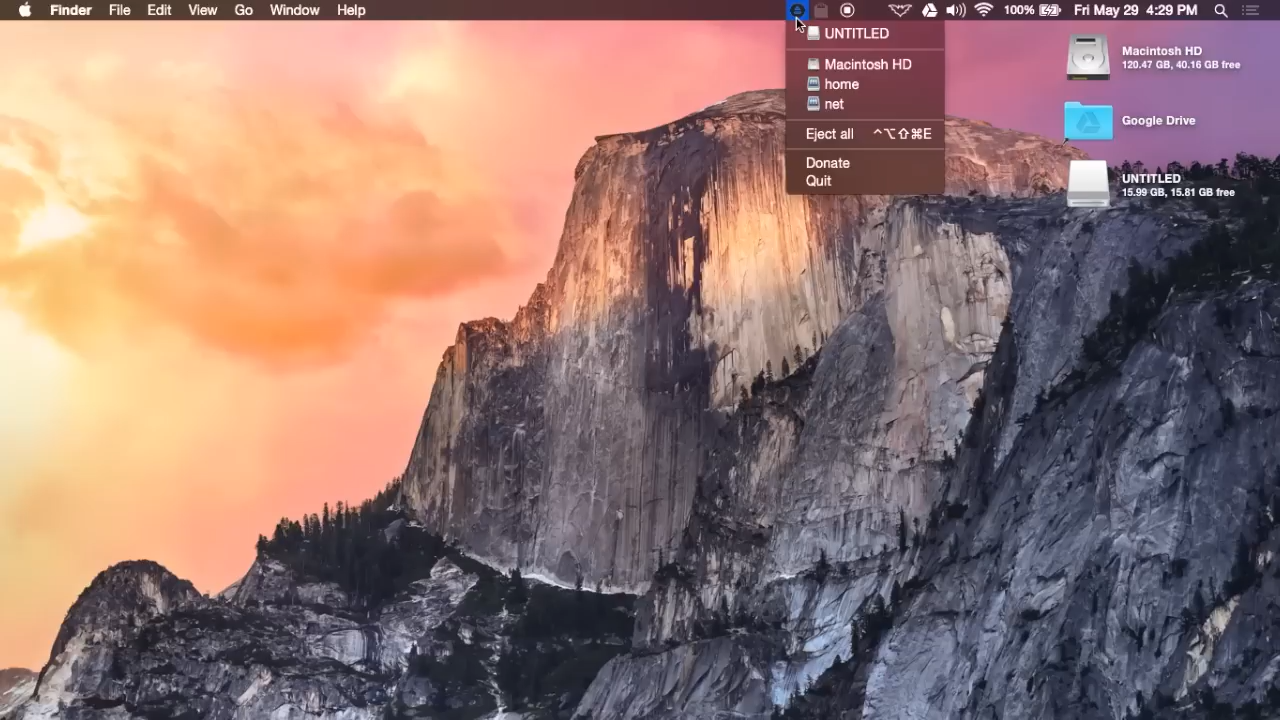 Finder File Edit View Go Window Help 100% Fri May 29 4:29 PM
UNTITLED
Macintosh HD
home
net
Eject all ⌃⌥⇧⌘E
Donate
Quit
Macintosh HD
120.47 GB, 40.16 GB free
Google Drive
UNTITLED
15.99 GB, 15.81 GB free